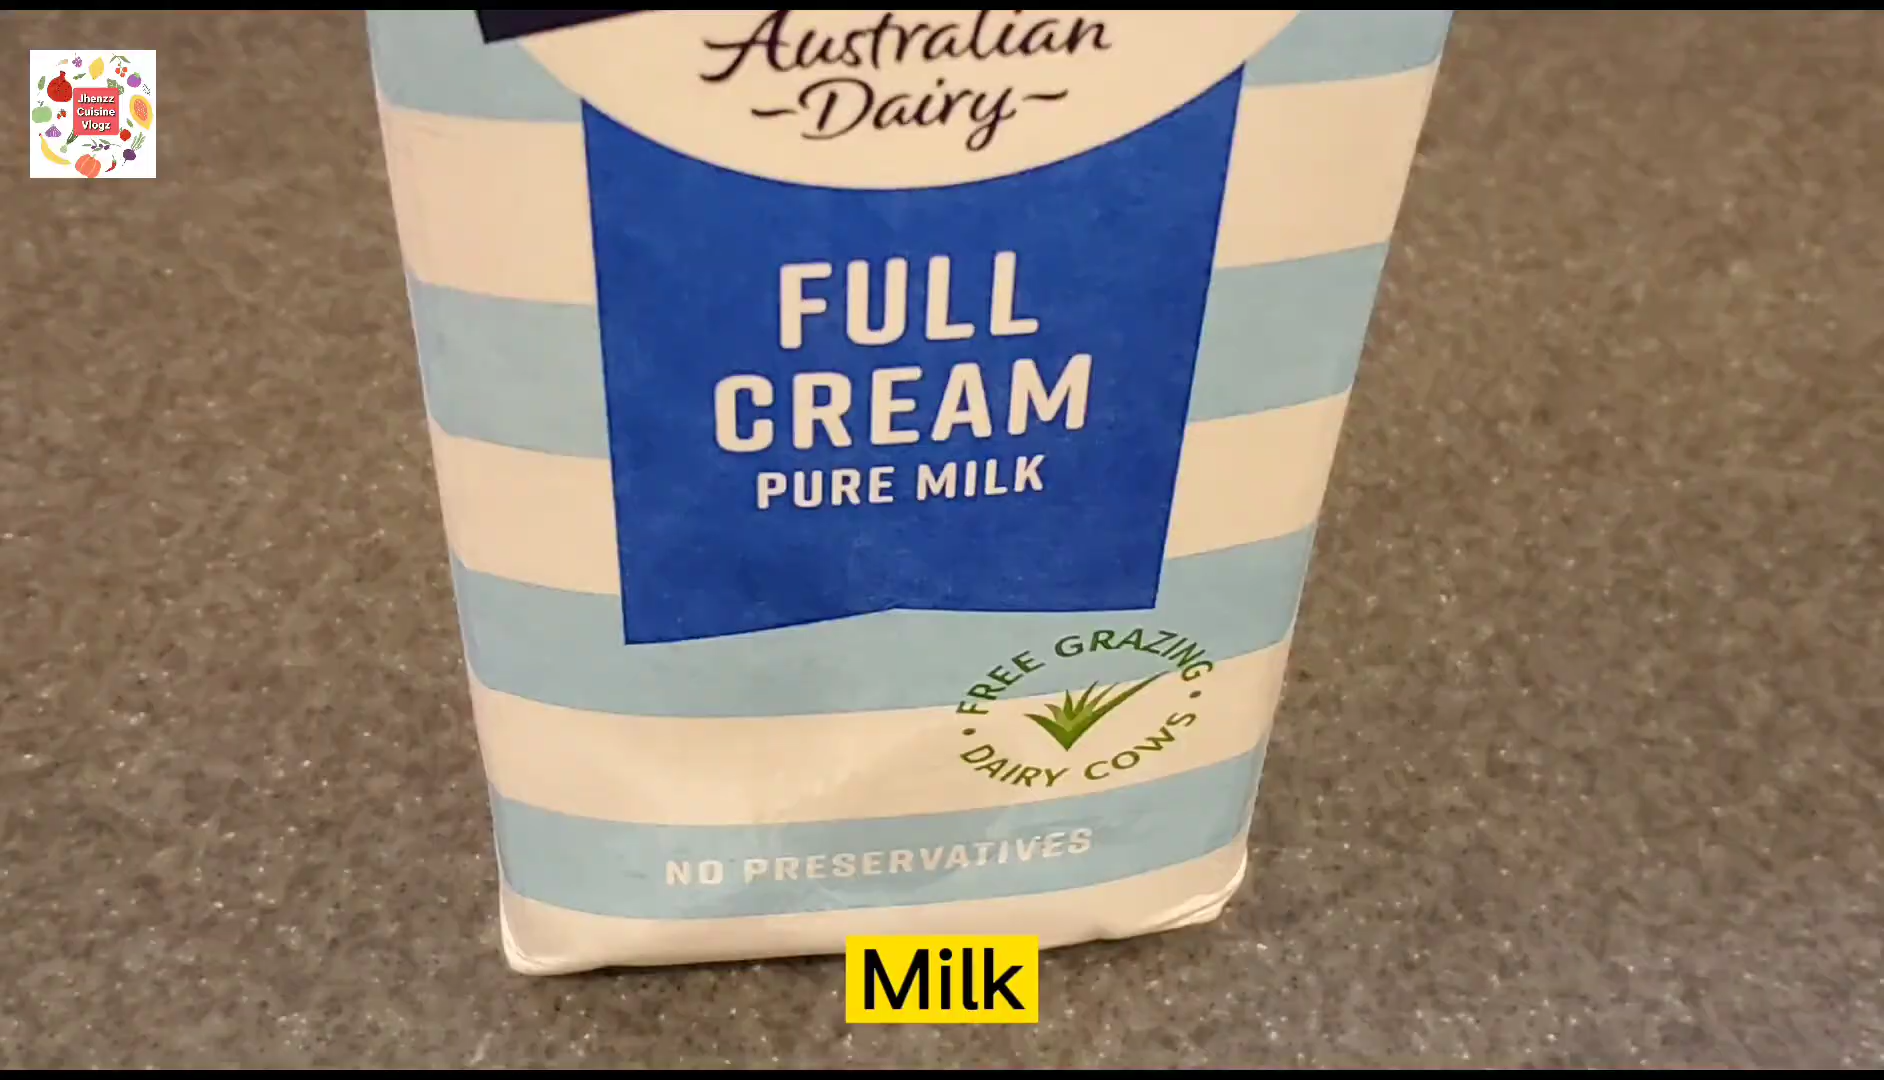 Jhenzz
Cuisine
Vlogz
Australian
~Dairy~
FULL
CREAM
PURE MILK
• FREE GRAZING •
DAIRY COWS
NO PRESERVATIVES
Milk